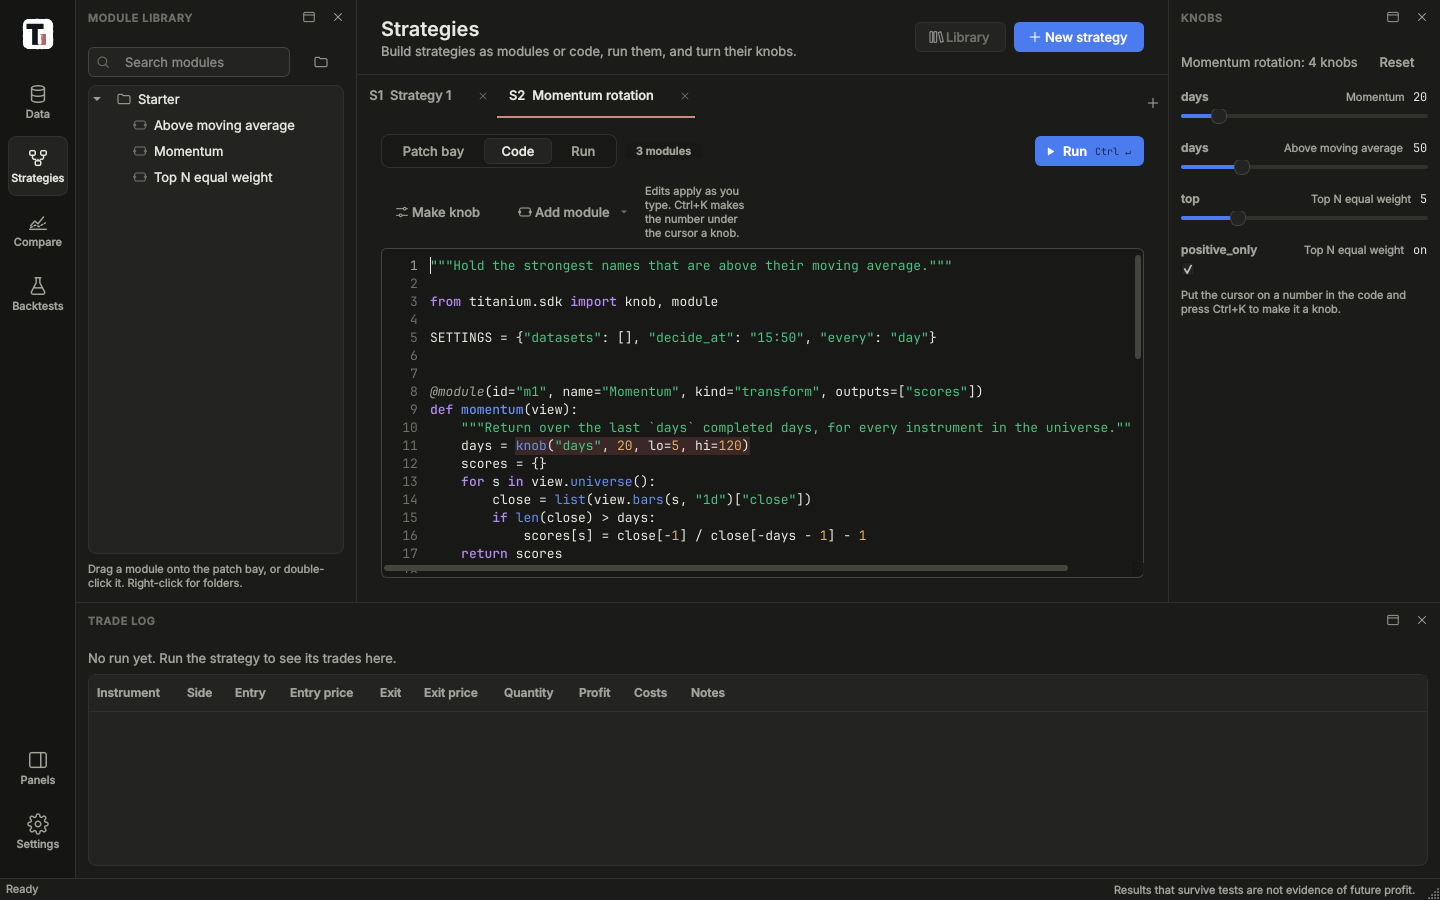 MODULE LIBRARY
Search modules
Starter
Above moving average
Momentum
Top N equal weight
Drag a module onto the patch bay, or double-
click it. Right-click for folders.
Data
Strategies
Compare
Backtests
Panels
Settings
Strategies
Build strategies as modules or code, run them, and turn their knobs.
Library
New strategy
S1 Strategy 1
S2 Momentum rotation
Patch bay
Code
Run
3 modules
Run Ctrl ↵
Make knob
Add module
Edits apply as you
type. Ctrl+K makes
the number under
the cursor a knob.
1 """Hold the strongest names that are above their moving average."""
2
3 from titanium.sdk import knob, module
4
5 SETTINGS = {"datasets": [], "decide_at": "15:50", "every": "day"}
6
7
8 @module(id="m1", name="Momentum", kind="transform", outputs=["scores"])
9 def momentum(view):
10     """Return over the last `days` completed days, for every instrument in the universe.""
11     days = knob("days", 20, lo=5, hi=120)
12     scores = {}
13     for s in view.universe():
14         close = list(view.bars(s, "1d")["close"])
15         if len(close) > days:
16             scores[s] = close[-1] / close[-days - 1] - 1
17     return scores
KNOBS
Momentum rotation: 4 knobs Reset
days Momentum 20
days Above moving average 50
top Top N equal weight 5
positive_only Top N equal weight on
Put the cursor on a number in the code and
press Ctrl+K to make it a knob.
TRADE LOG
No run yet. Run the strategy to see its trades here.
Instrument Side Entry Entry price Exit Exit price Quantity Profit Costs Notes
Ready
Results that survive tests are not evidence of future profit.